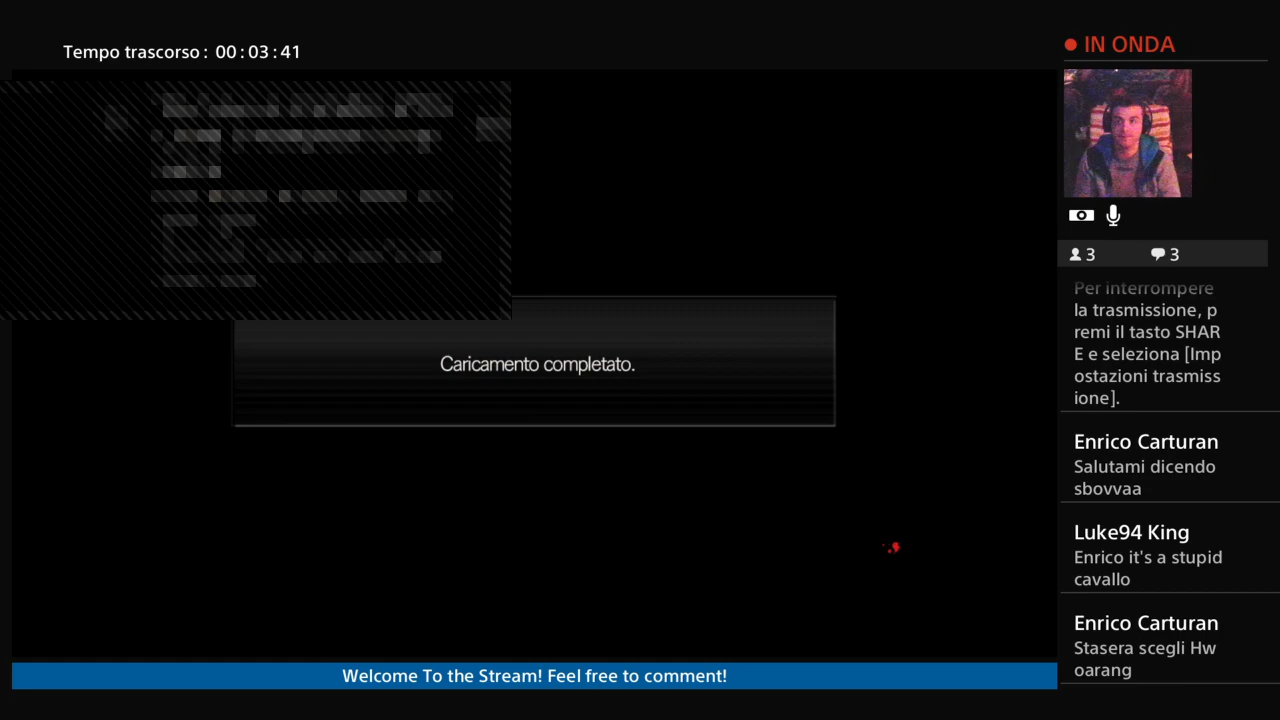 Tempo trascorso : 00:03:41
IN ONDA
3 3
Per interrompere
la trasmissione, p
remi il tasto SHAR
E e seleziona [Imp
ostazioni trasmiss
ione].
Caricamento completato.
Enrico Carturan
Salutami dicendo
sbovvaa
Luke94 King
Enrico it's a stupid
cavallo
Enrico Carturan
Stasera scegli Hw
oarang
Welcome To the Stream! Feel free to comment!